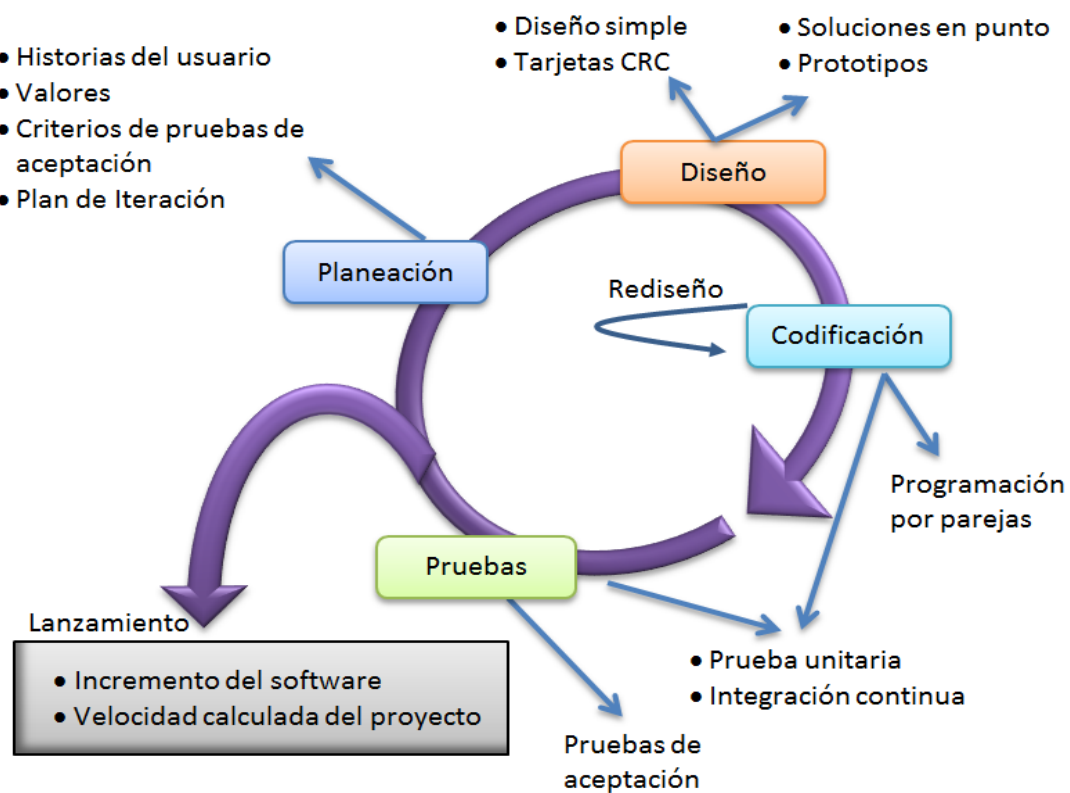 • Historias del usuario
• Valores
• Criterios de pruebas de
aceptación
• Plan de Iteración
• Diseño simple
• Tarjetas CRC
• Soluciones en punto
• Prototipos
Diseño
Planeación
Rediseño
Codificación
Programación
por parejas
Pruebas
Lanzamiento
• Incremento del software
• Velocidad calculada del proyecto
• Prueba unitaria
• Integración continua
Pruebas de
aceptación